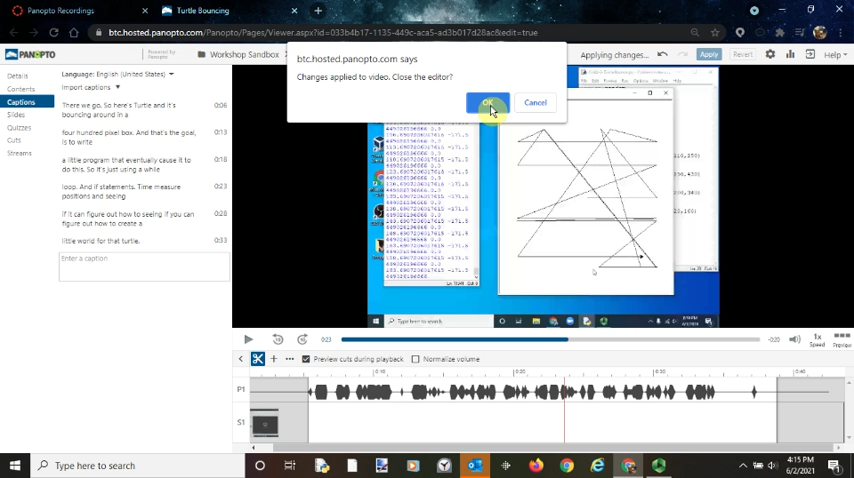 Panopto Recordings
Turtle Bouncing
btc.hosted.panopto.com/Panopto/Pages/Viewer.aspx?id=033b4b17-1135-449c-aca5-ad3b017d28ac&edit=true
PANOPTO
Powered by
Panopto
Workshop Sandbox
Applying changes...
Apply
Revert
Help
btc.hosted.panopto.com says
Changes applied to video. Close the editor?
OK
Cancel
Details
Contents
Captions
Slides
Quizzes
Cuts
Streams
Language: English (United States)
Import captions
There we go. So here's Turtle and it's
bouncing around in a
0:06
four hundred pixel box. And that's the goal,
is to write
0:13
a little program that eventually cause it to
do this. So it's just using a while
0:18
loop. And if statements. Time measure
positions and seeing
0:23
if it can figure out how to seeing if you can
figure out how to create a
0:28
little world for that turtle.
0:33
Enter a caption
Type here to search
0:23
-0:20
1x
Speed
Preview
Preview cuts during playback
Normalize volume
0:10
0:20
0:30
0:40
P1
S1
Type here to search
4:15 PM
6/2/2021